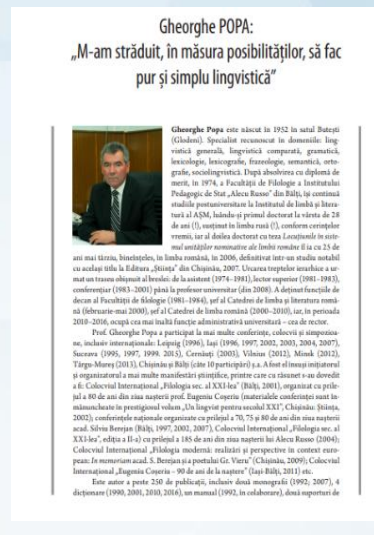 Gheorghe POPA:
„M-am străduit, în măsura posibilităților, să fac
pur și simplu lingvistică”
Gheorghe Popa este născut în 1952 în satul Butești
(Glodeni). Specialist recunoscut în domeniile: ling-
vistică generală, lingvistică comparată, gramatică,
lexicologie, lexicografie, frazeologie, semantică, orto-
grafie, sociolingvistică. După absolvirea cu diplomă de
merit, în 1974, a Facultății de Filologie a Institutului
Pedagogic de Stat „Alecu Russo” din Bălți, își continuă
studiile postuniversitare la Institutul de limbă și litera-
tură al AȘM, luându-și primul doctorat la vârsta de 28
de ani (!), susținut în limba rusă (!), conform cerințelor
vremii, iar al doilea doctorat cu teza Locuțiunile în siste-
mul unităților nominative ale limbii române îl ia cu 25 de
ani mai târziu, bineînțeles, în limba română, în 2006, definitivat într-un studiu notabil
cu același titlu la Editura „Știința” din Chișinău, 2007. Urcarea treptelor ierarhice a ur-
mat un traseu obișnuit al breslei: de la asistent (1974–1981), lector superior (1981–1983),
conferențiar (1983–2001) până la profesor universitar (din 2008). A deținut funcțiile de
decan al Facultății de filologie (1981–1984), șef al Catedrei de limba și literatura româ-
nă (februarie-mai 2000), șef al Catedrei de limba română (2000–2010), iar, în perioada
2010–2016, ocupă cea mai înaltă funcție administrativă universitară – cea de rector.
Prof. Gheorghe Popa a participat la mai multe conferințe, colocvii și simpozia-
ne, inclusiv internaționale: Leipzig (1996), Iași (1996, 1997, 2002, 2003, 2004, 2007),
Suceava (1995, 1997, 1999. 2015), Cernăuți (2003), Vilnius (2012), Minsk (2012),
Târgu-Mureș (2013), Chișinău și Bălți (câte 10 participări) ș.a. A fost el însuși inițiatorul
și organizatorul a mai multe manifestări științifice, printre care cu răsunet s-au dovedit
a fi: Colocviul Internațional „Filologia sec. al XXI-lea” (Bălți, 2001), organizat cu prile-
jul a 80 de ani din ziua nașterii prof. Eugeniu Coșeriu (materialele conferinței sunt în-
mănuncheate în prestigiosul volum „Un lingvist pentru secolul XXI”, Chișinău: Știința,
2002); conferințele naționale organizate cu prilejul a 70, 75 și 80 de ani din ziua nașterii
acad. Silviu Berejan (Bălți, 1997, 2002, 2007), Colocviul Internațional „Filologia sec. al
XXI-lea”, ediția a II-a) cu prilejul a 185 de ani din ziua nașterii lui Alecu Russo (2004);
Colocviul Internațional „Filologia modernă: realizări și perspective în context euro-
pean: In memoriam acad. S. Berejan și a poetului Gr. Vieru” (Chișinău, 2009); Colocviul
Internațional „Eugeniu Coșeriu – 90 de ani de la naștere” (Iași-Bălți, 2011) etc.
Este autor a peste 250 de publicații, inclusiv două monografii (1992; 2007), 4
dicționare (1990, 2001, 2010, 2016), un manual (1992, în colaborare), două suporturi de